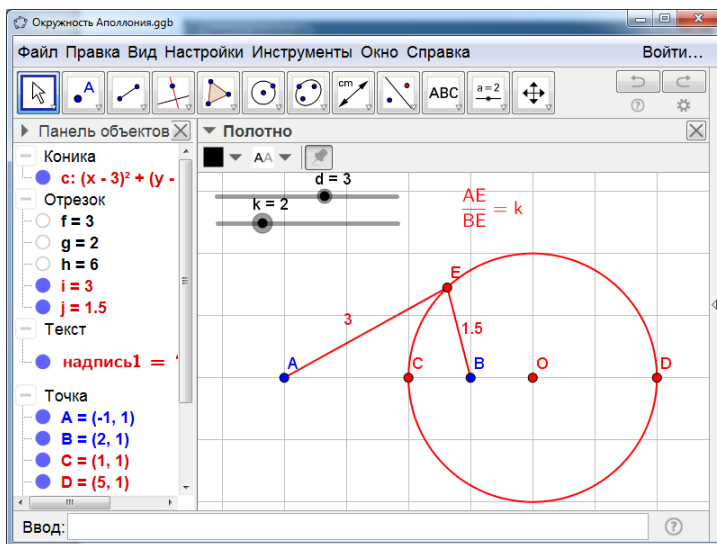 Окружность Аполлония.ggb
Файл Правка Вид Настройки Инструменты Окно Справка Войти...
A cm ABC a=2
Панель объектов Полотно
AA
Коника
c: (x - 3)² + (y -
Отрезок
f = 3
g = 2
h = 6
i = 3
j = 1.5
Текст
надпись1 = "
Точка
A = (-1, 1)
B = (2, 1)
C = (1, 1)
D = (5, 1)
d = 3
k = 2
AE
BE = k
E
3
1.5
A C B O D
Ввод: